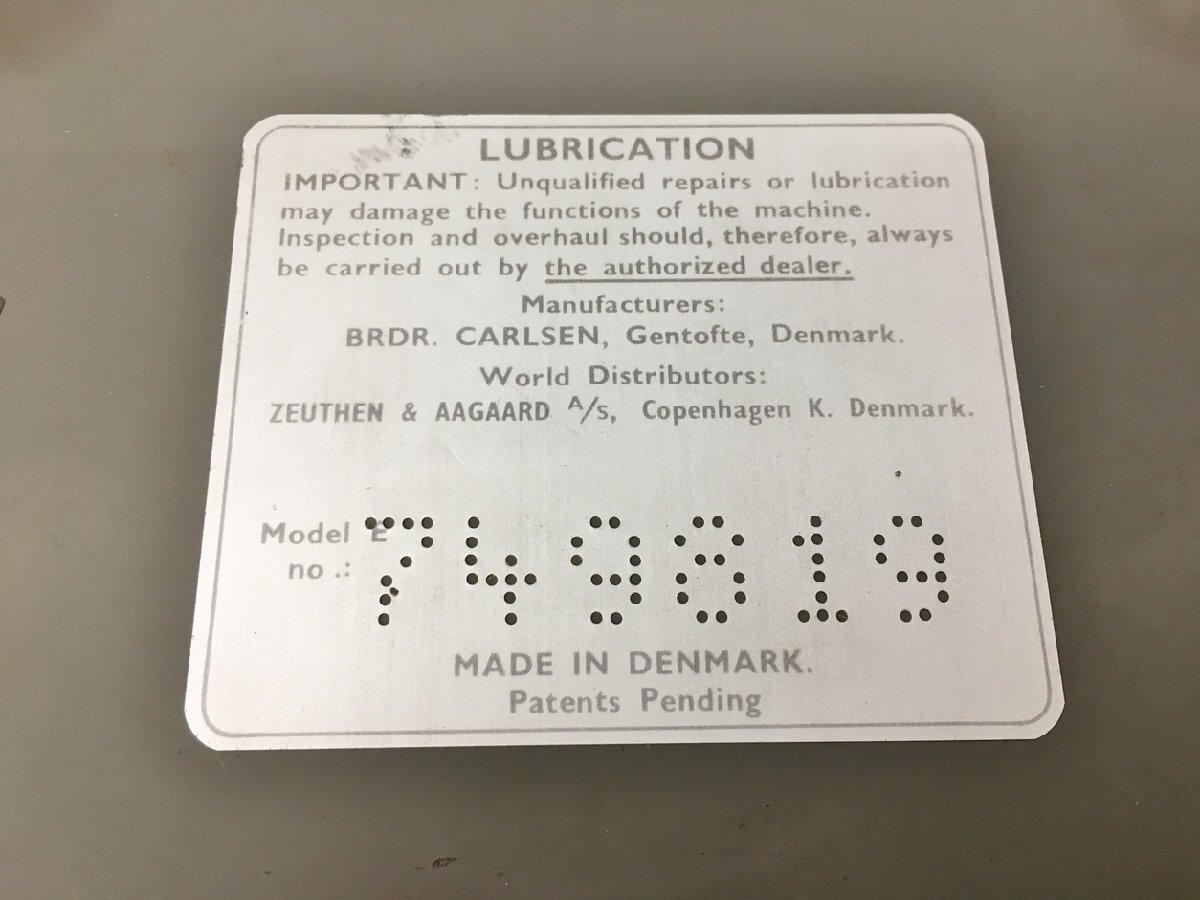 LUBRICATION
IMPORTANT: Unqualified repairs or lubrication
may damage the functions of the machine.
Inspection and overhaul should, therefore, always
be carried out by the authorized dealer.
Manufacturers:
BRDR. CARLSEN, Gentofte, Denmark.
World Distributors:
ZEUTHEN & AAGAARD A/S, Copenhagen K. Denmark.
Model E
no .: 749819
MADE IN DENMARK.
Patents Pending